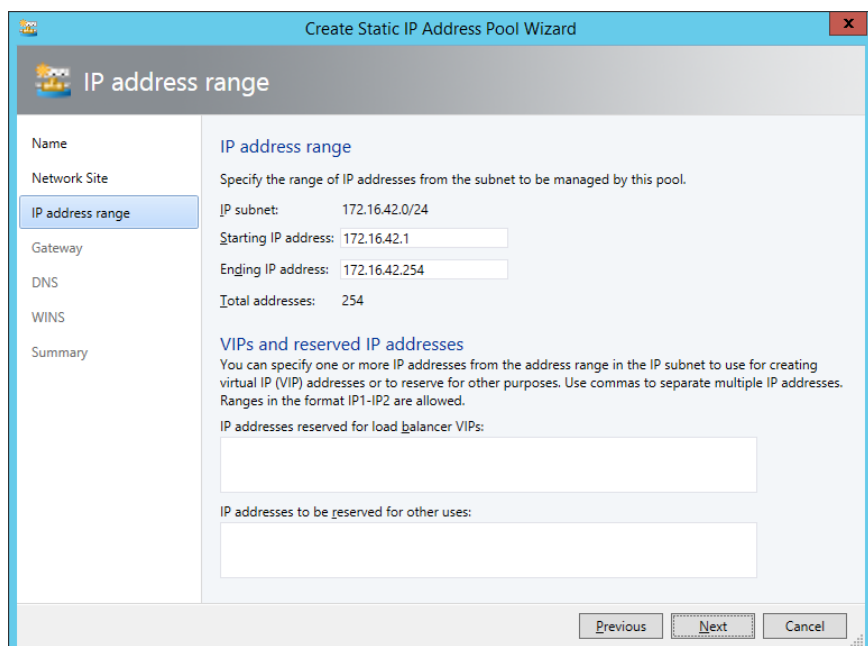 Create Static IP Address Pool Wizard
x
IP address range
Name
Network Site
IP address range
Gateway
DNS
WINS
Summary
IP address range
Specify the range of IP addresses from the subnet to be managed by this pool.
IP subnet: 172.16.42.0/24
Starting IP address: 172.16.42.1
Ending IP address: 172.16.42.254
Total addresses: 254
VIPs and reserved IP addresses
You can specify one or more IP addresses from the address range in the IP subnet to use for creating
virtual IP (VIP) addresses or to reserve for other purposes. Use commas to separate multiple IP addresses.
Ranges in the format IP1-IP2 are allowed.
IP addresses reserved for load balancer VIPs:
IP addresses to be reserved for other uses:
Previous Next Cancel